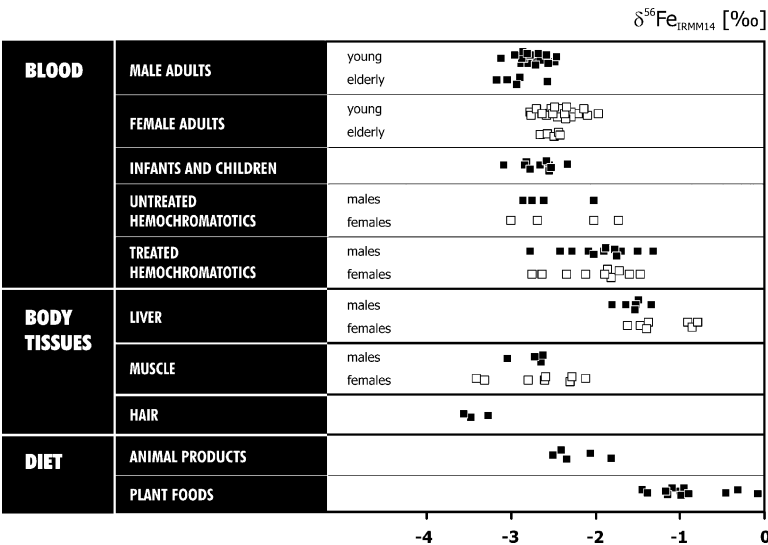 δ56FeIRMM14 [‰]
BLOOD
MALE ADULTS
young
elderly
FEMALE ADULTS
young
elderly
INFANTS AND CHILDREN
UNTREATED
HEMOCHROMATOTICS
males
females
TREATED
HEMOCHROMATOTICS
males
females
BODY
TISSUES
LIVER
males
females
MUSCLE
males
females
HAIR
DIET
ANIMAL PRODUCTS
PLANT FOODS
-4 -3 -2 -1 0